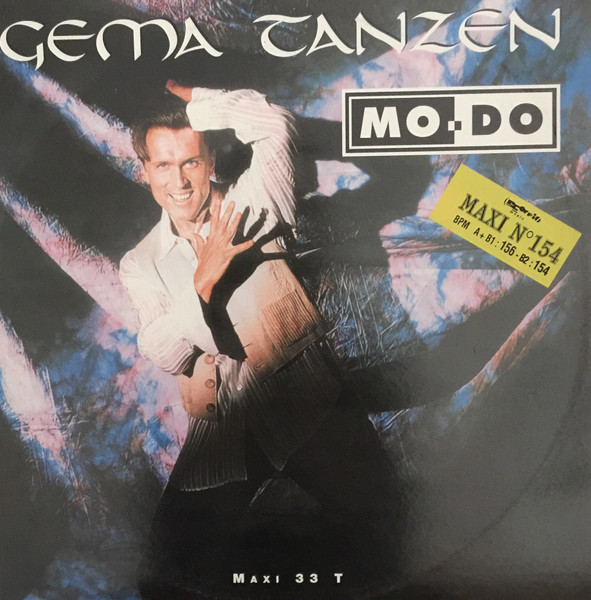 GEMA TANZEN
MO-DO
MAXI N° 154
BPM A+B1: 156 - B2: 154
MAXI 33 T